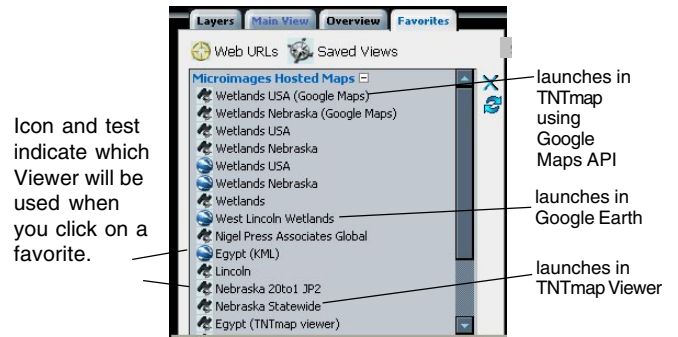 Layers
Main View
Overview
Favorites
Web URLs
Saved Views
Microimages Hosted Maps
Wetlands USA (Google Maps)
Wetlands Nebraska (Google Maps)
Wetlands USA
Wetlands Nebraska
Wetlands USA
Wetlands Nebraska
Wetlands
West Lincoln Wetlands
Nigel Press Associates Global
Egypt (KML)
Lincoln
Nebraska 20to1 JP2
Nebraska Statewide
Egypt (TNTmap viewer)
Icon and test
indicate which
Viewer will be
used when
you click on a
favorite.
launches in
TNTmap
using
Google
Maps API
launches in
Google Earth
launches in
TNTmap Viewer